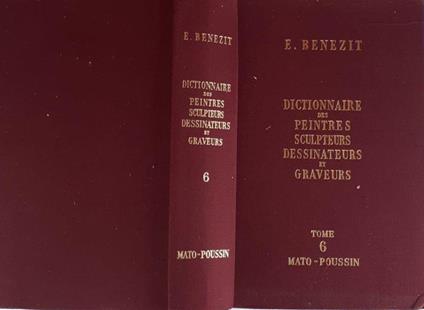 E. BENEZIT
DICTIONNAIRE
DES
PEINTRES
SCULPTEURS
DESSINATEURS
ET
GRAVEURS
6
MATO-POUSSIN
E. BENEZIT
DICTIONNAIRE
DES
PEINTRES
SCULPTEURS
DESSINATEURS
ET
GRAVEURS
TOME
6
MATO-POUSSIN